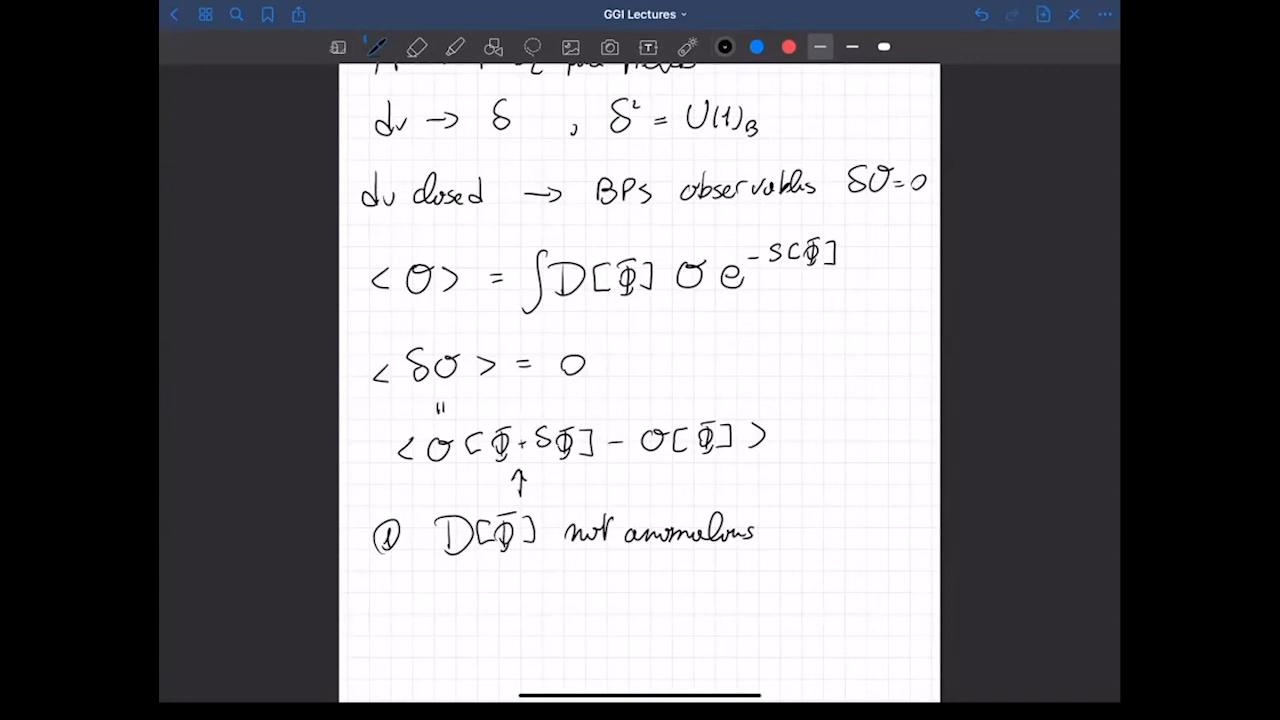 GGI Lectures
dv → δ , δ² = U(1)_B
dv closed → BPS observables δO=0
<O> = ∫D[Φ] O e^{-S[Φ]}
<δO> = 0
"
<O[Φ+δΦ] - O[Φ]>
↑
① D[Φ] not anomalous